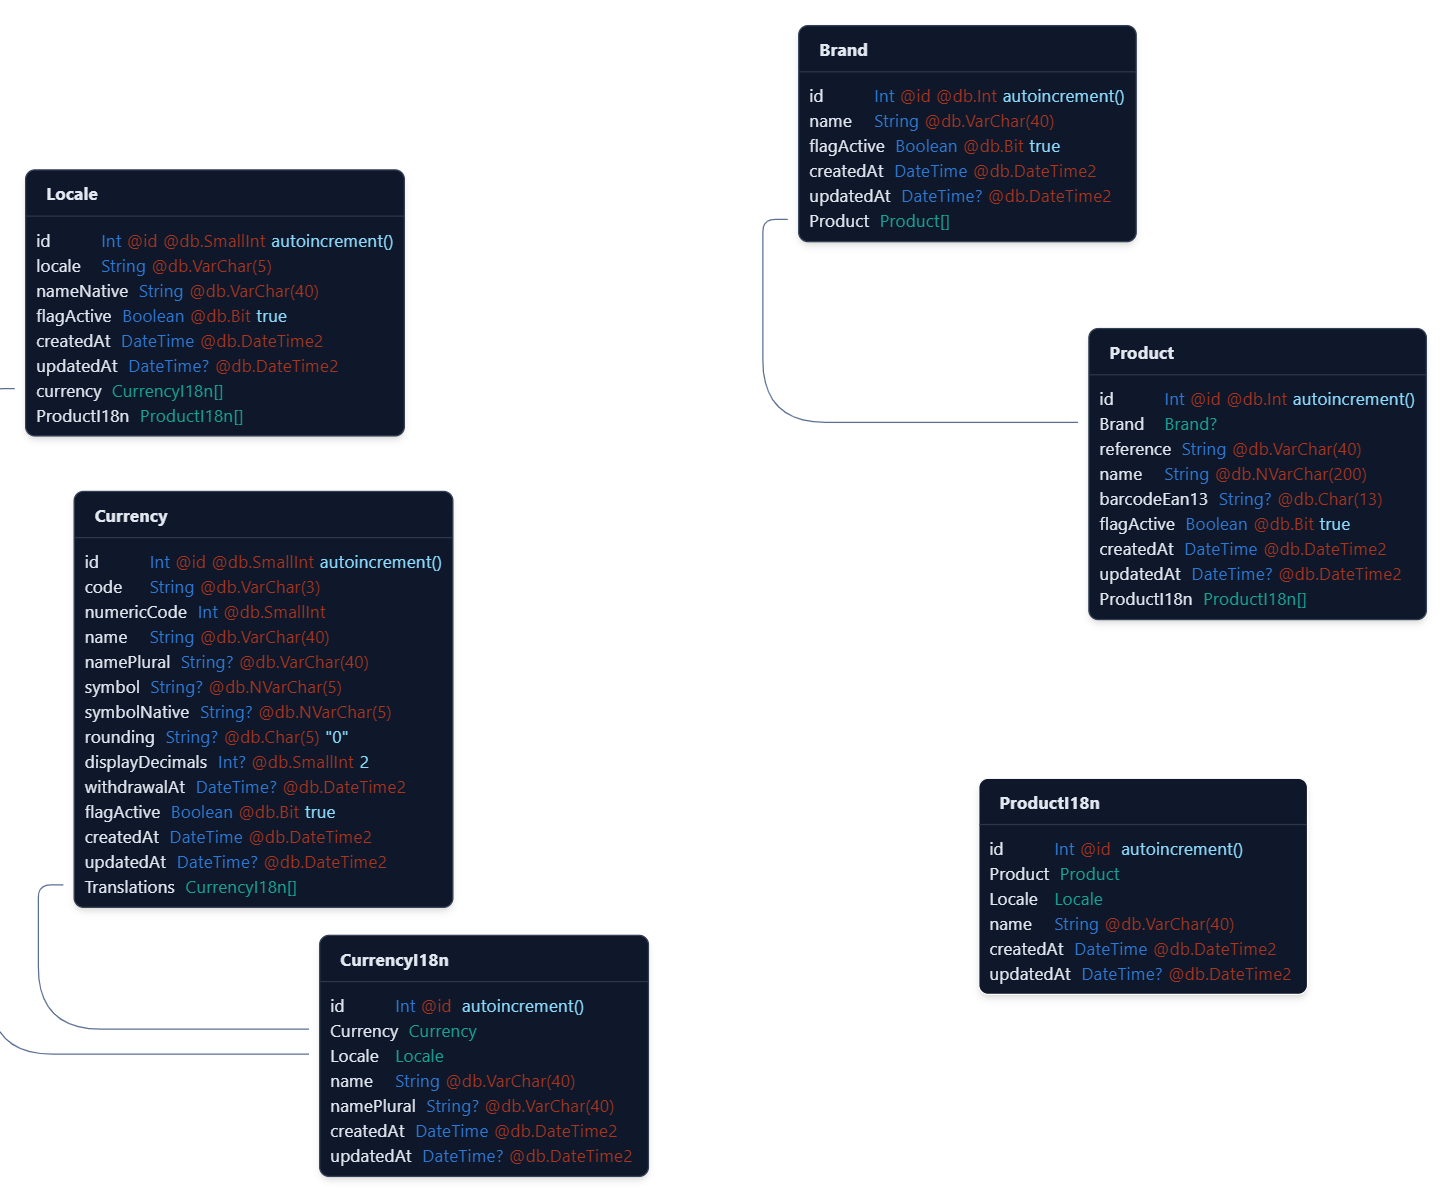 Brand
id Int @id @db.Int autoincrement()
name String @db.VarChar(40)
flagActive Boolean @db.Bit true
createdAt DateTime @db.DateTime2
updatedAt DateTime? @db.DateTime2
Product Product[]
Locale
id Int @id @db.SmallInt autoincrement()
locale String @db.VarChar(5)
nameNative String @db.VarChar(40)
flagActive Boolean @db.Bit true
createdAt DateTime @db.DateTime2
updatedAt DateTime? @db.DateTime2
currency CurrencyI18n[]
ProductI18n ProductI18n[]
Product
id Int @id @db.Int autoincrement()
Brand Brand?
reference String @db.VarChar(40)
name String @db.NVarChar(200)
barcodeEan13 String? @db.Char(13)
flagActive Boolean @db.Bit true
createdAt DateTime @db.DateTime2
updatedAt DateTime? @db.DateTime2
ProductI18n ProductI18n[]
Currency
id Int @id @db.SmallInt autoincrement()
code String @db.VarChar(3)
numericCode Int @db.SmallInt
name String @db.VarChar(40)
namePlural String? @db.VarChar(40)
symbol String? @db.NVarChar(5)
symbolNative String? @db.NVarChar(5)
rounding String? @db.Char(5) "0"
displayDecimals Int? @db.SmallInt 2
withdrawalAt DateTime? @db.DateTime2
flagActive Boolean @db.Bit true
createdAt DateTime @db.DateTime2
updatedAt DateTime? @db.DateTime2
Translations CurrencyI18n[]
ProductI18n
id Int @id autoincrement()
Product Product
Locale Locale
name String @db.VarChar(40)
createdAt DateTime @db.DateTime2
updatedAt DateTime? @db.DateTime2
CurrencyI18n
id Int @id autoincrement()
Currency Currency
Locale Locale
name String @db.VarChar(40)
namePlural String? @db.VarChar(40)
createdAt DateTime @db.DateTime2
updatedAt DateTime? @db.DateTime2